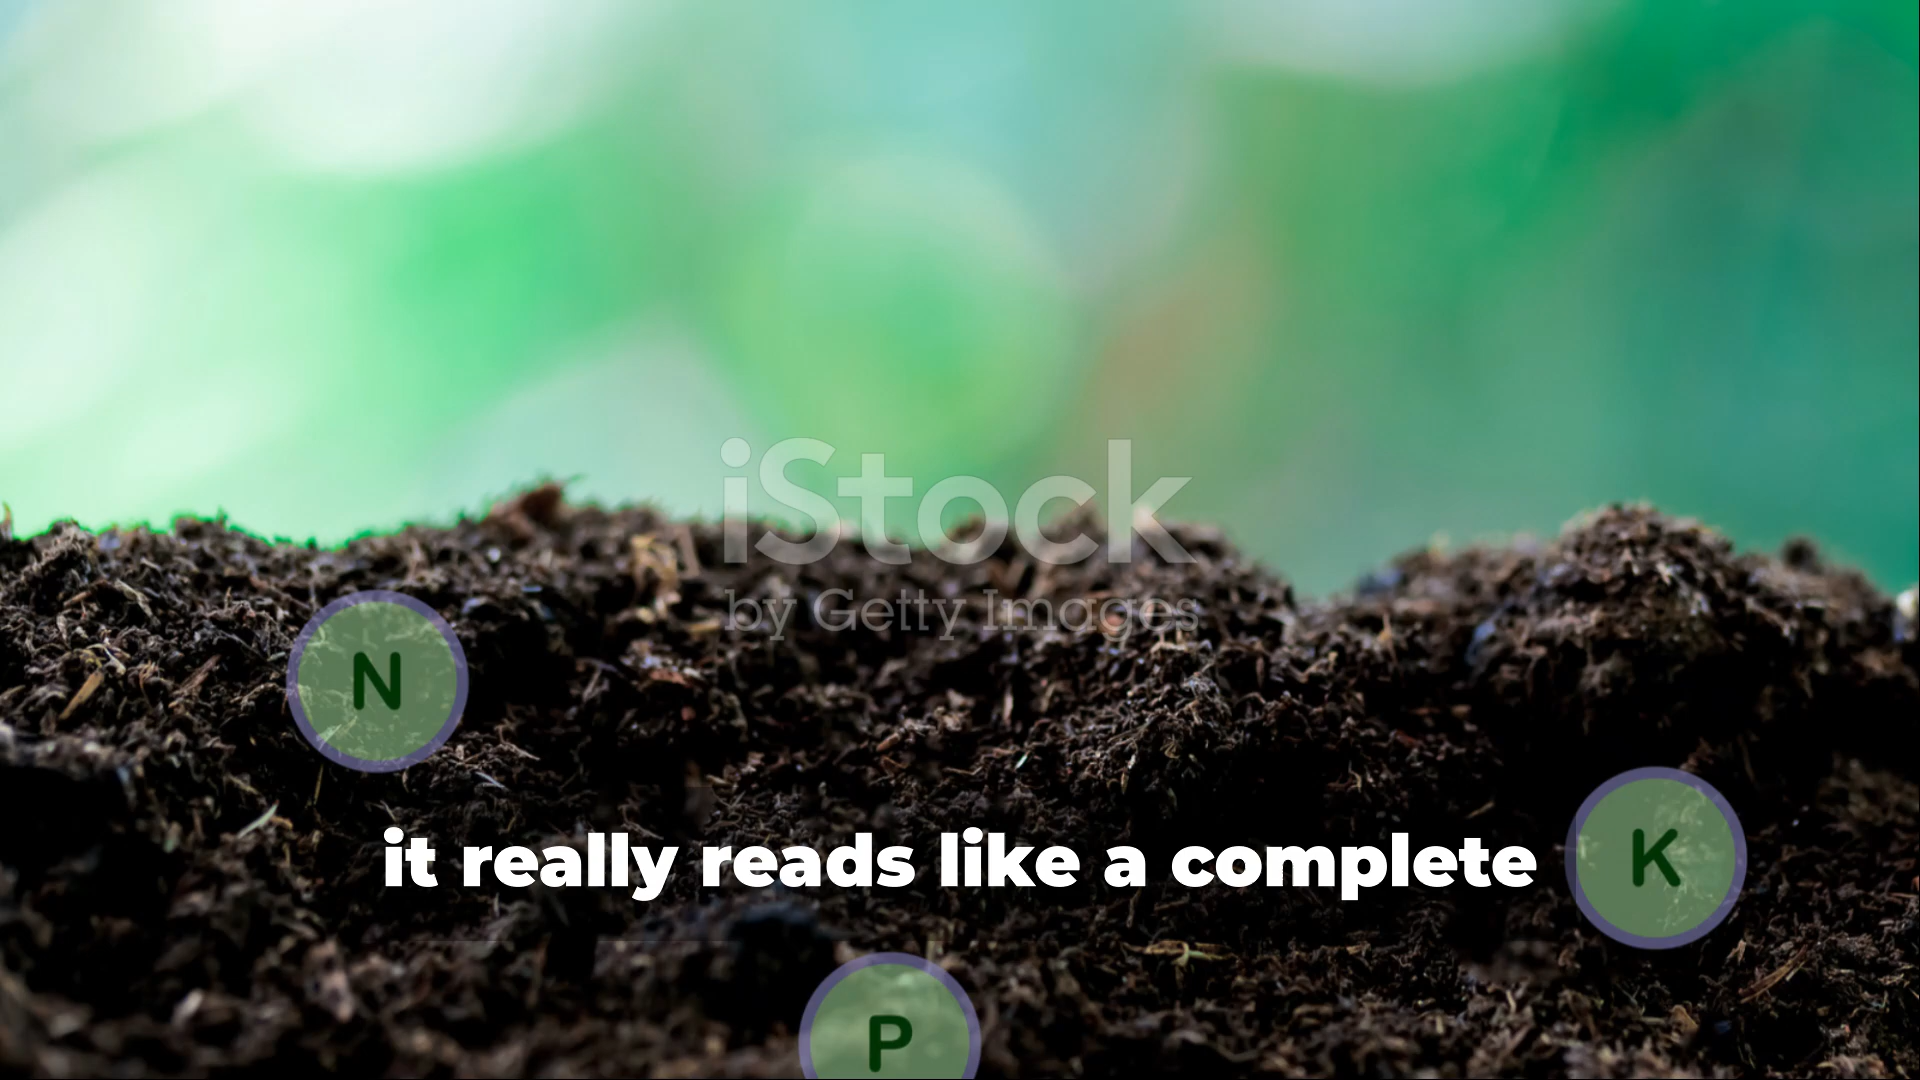 iStock
by Getty Images
N
it really reads like a complete
K
P